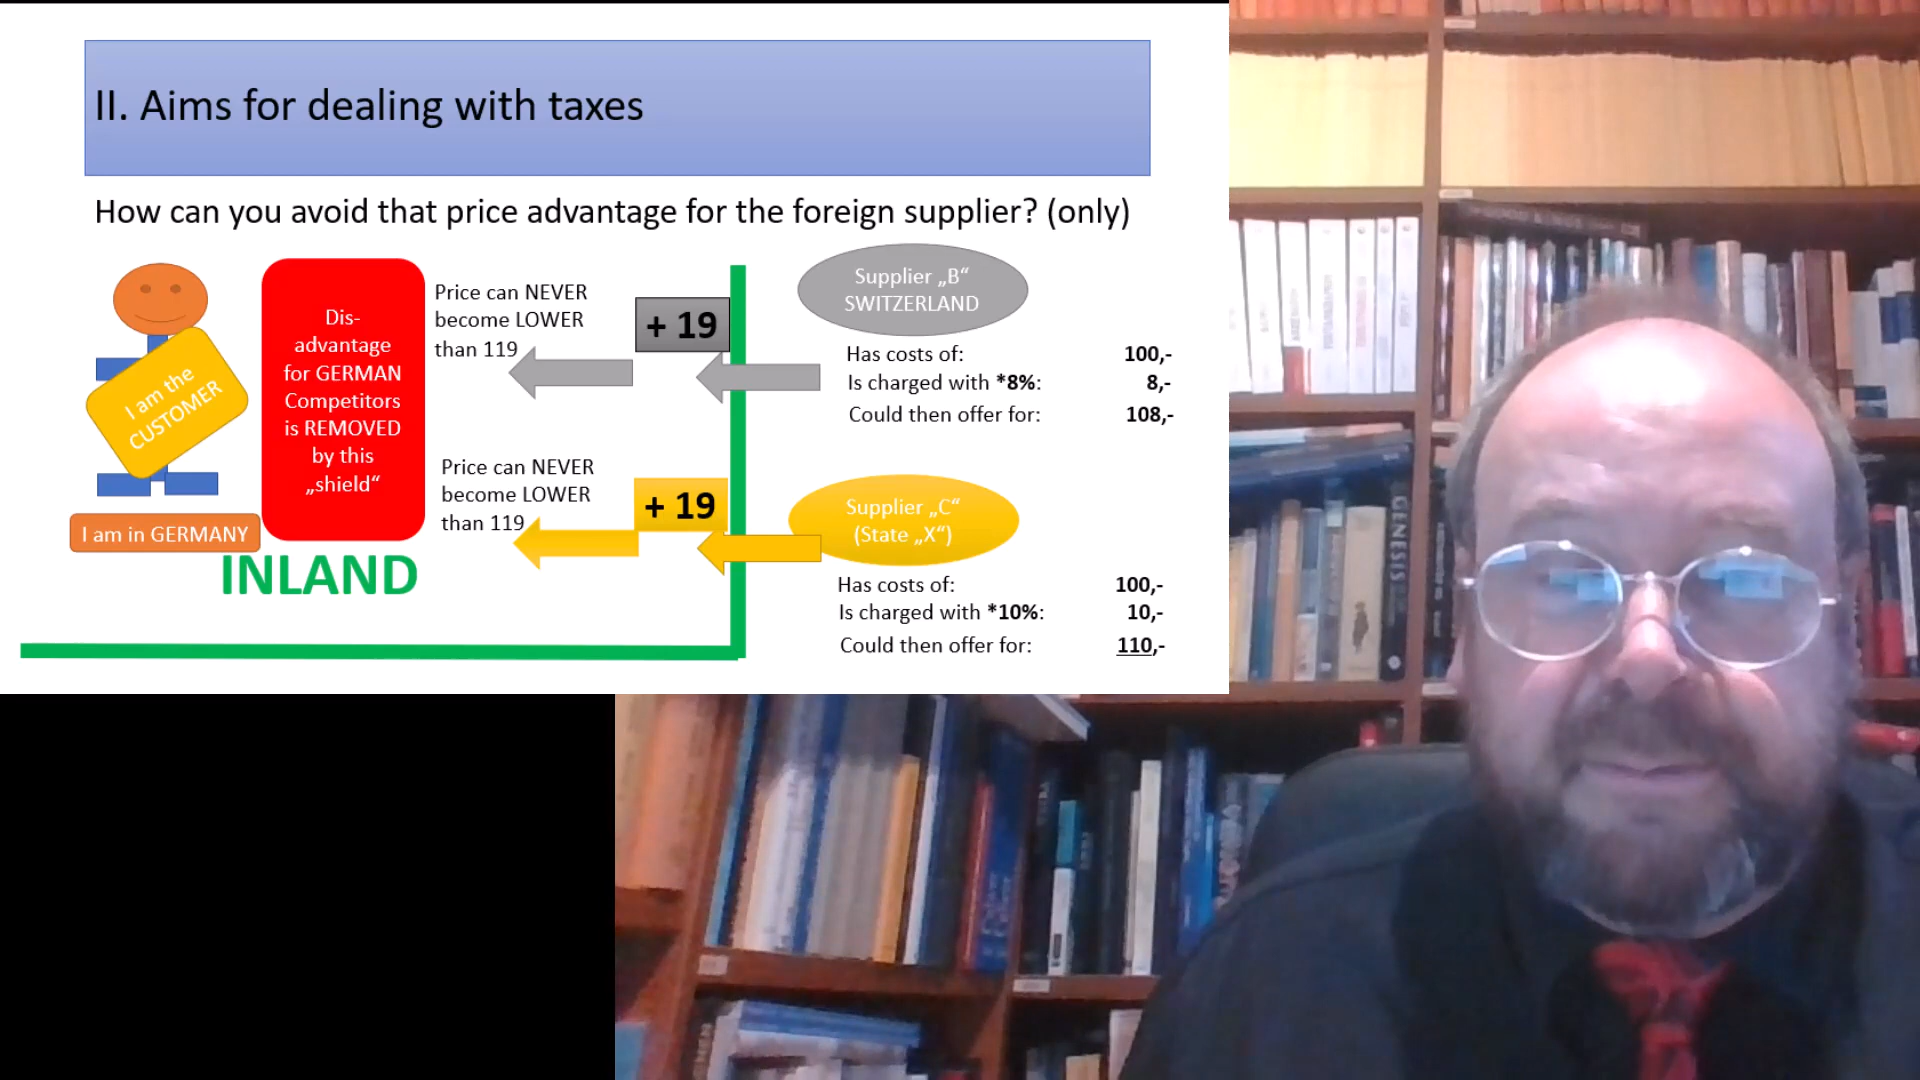 II. Aims for dealing with taxes
How can you avoid that price advantage for the foreign supplier? (only)
I am the
CUSTOMER
I am in GERMANY
Dis-
advantage
for GERMAN
Competitors
is REMOVED
by this
„shield“
INLAND
Price can NEVER
become LOWER
than 119
+ 19
Supplier „B“
SWITZERLAND
Has costs of: 100,-
Is charged with *8%: 8,-
Could then offer for: 108,-
Price can NEVER
become LOWER
than 119
+ 19
Supplier „C“
(State „X“)
Has costs of: 100,-
Is charged with *10%: 10,-
Could then offer for: 110,-
GENESIS